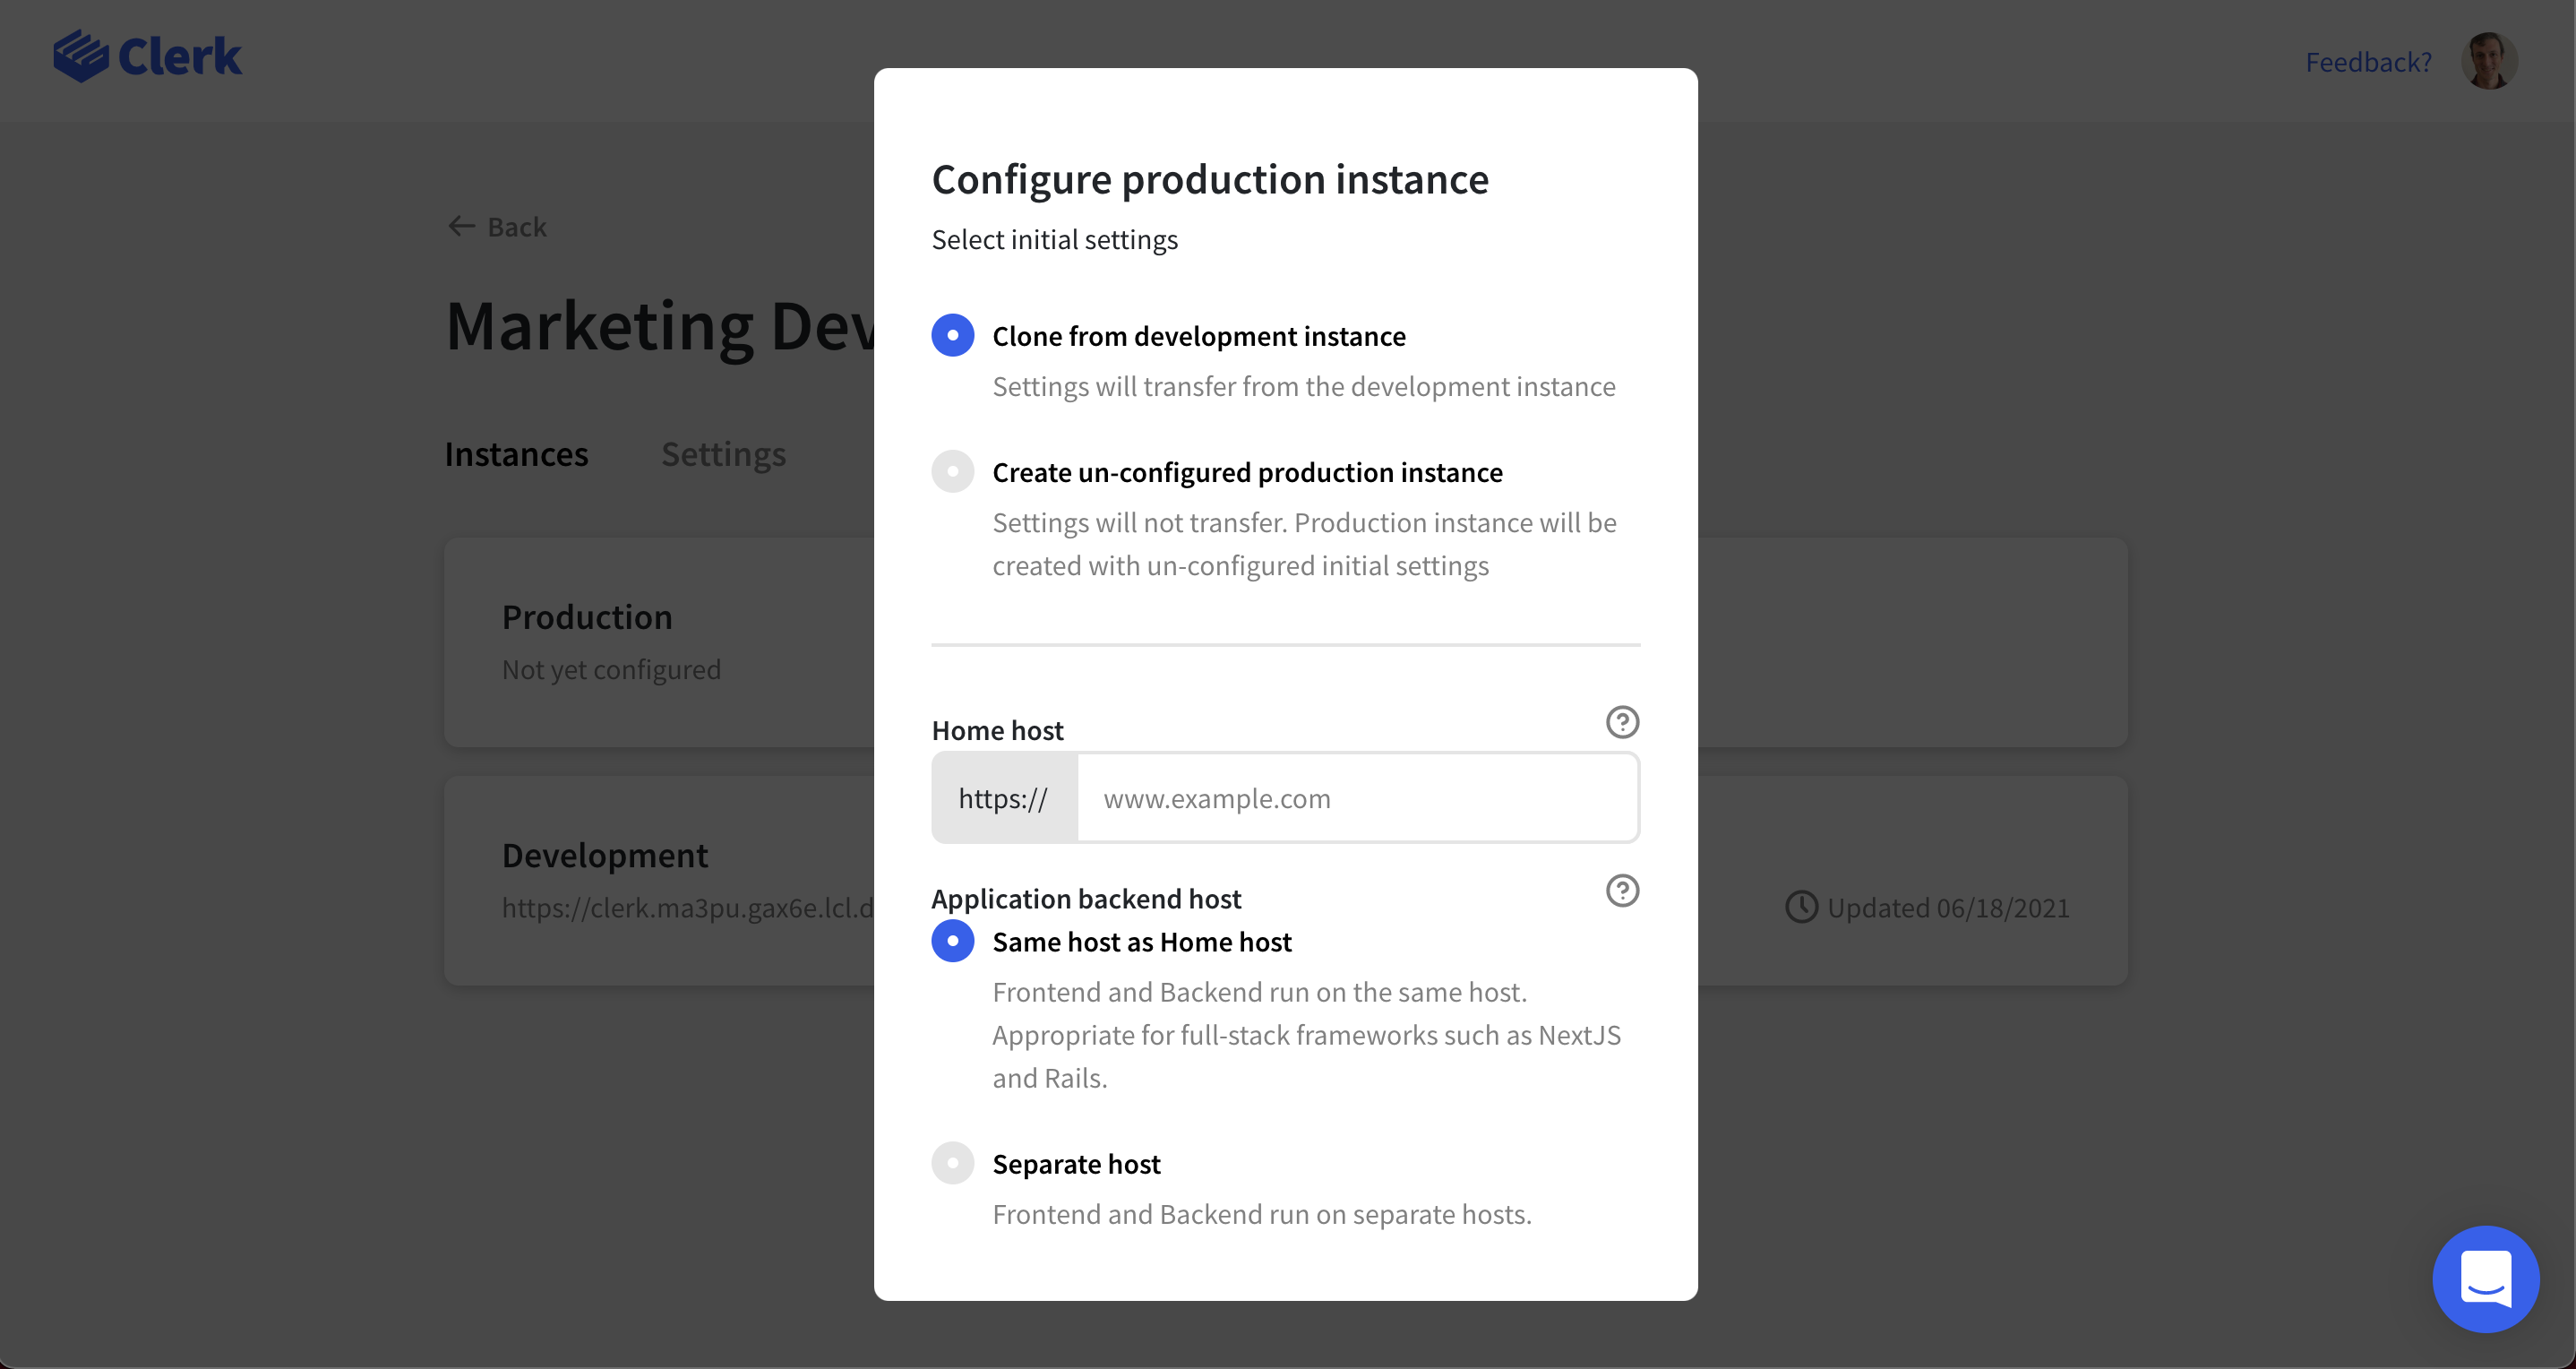 Clerk
Feedback?
Back
Marketing Dev
Instances
Settings
Production
Not yet configured
Development
https://clerk.ma3pu.gax6e.lcl.d
Updated 06/18/2021
Configure production instance
Select initial settings
Clone from development instance
Settings will transfer from the development instance
Create un-configured production instance
Settings will not transfer. Production instance will be
created with un-configured initial settings
Home host
?
https://
www.example.com
Application backend host
?
Same host as Home host
Frontend and Backend run on the same host.
Appropriate for full-stack frameworks such as NextJS
and Rails.
Separate host
Frontend and Backend run on separate hosts.